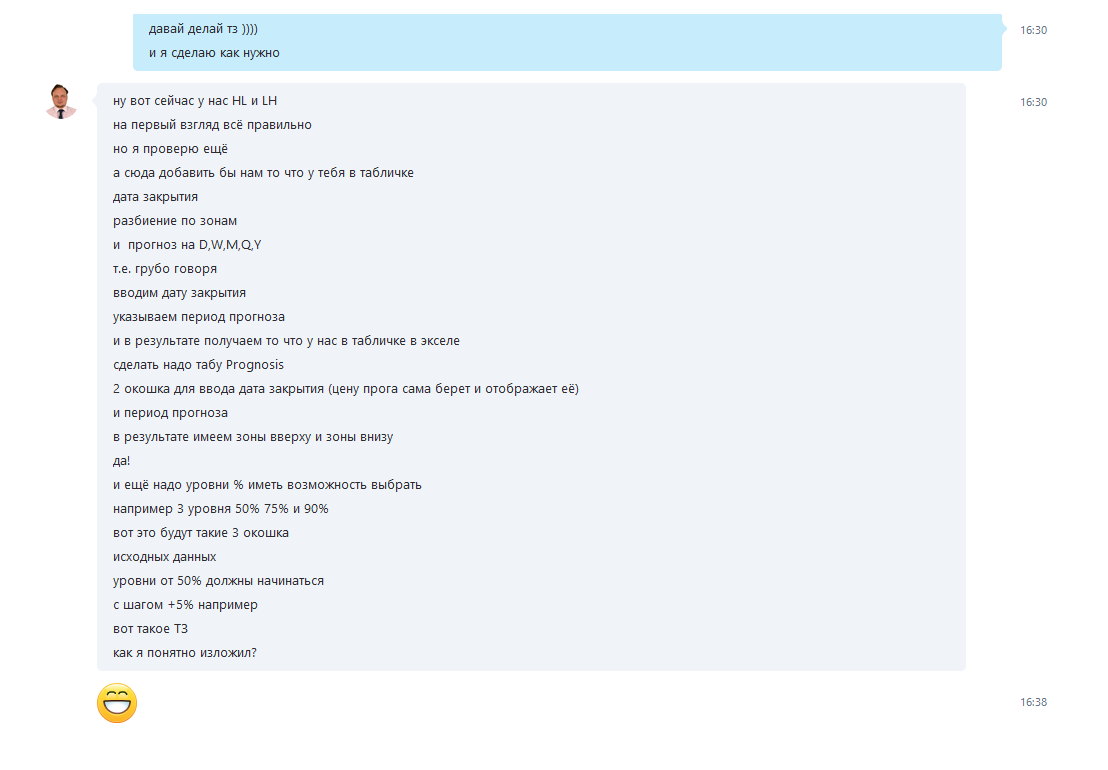 давай делай тз ))))
16:30
и я сделаю как нужно
ну вот сейчас у нас HL и LH
16:30
на первый взгляд всё правильно
но я проверю ещё
а сюда добавить бы нам то что у тебя в табличке
дата закрытия
разбиение по зонам
и  прогноз на D,W,M,Q,Y
т.е. грубо говоря
вводим дату закрытия
указываем период прогноза
и в результате получаем то что у нас в табличке в экселе
сделать надо табу Prognosis
2 окошка для ввода дата закрытия (цену прога сама берет и отображает её)
и период прогноза
в результате имеем зоны вверху и зоны внизу
да!
и ещё надо уровни % иметь возможность выбрать
например 3 уровня 50% 75% и 90%
вот это будут такие 3 окошка
исходных данных
уровни от 50% должны начинаться
с шагом +5% например
вот такое ТЗ
как я понятно изложил?
16:38